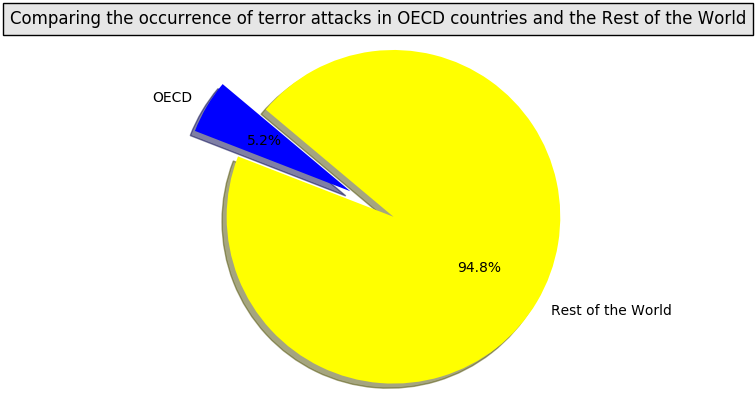 Comparing the occurrence of terror attacks in OECD countries and the Rest of the World
OECD
5.2%
94.8%
Rest of the World